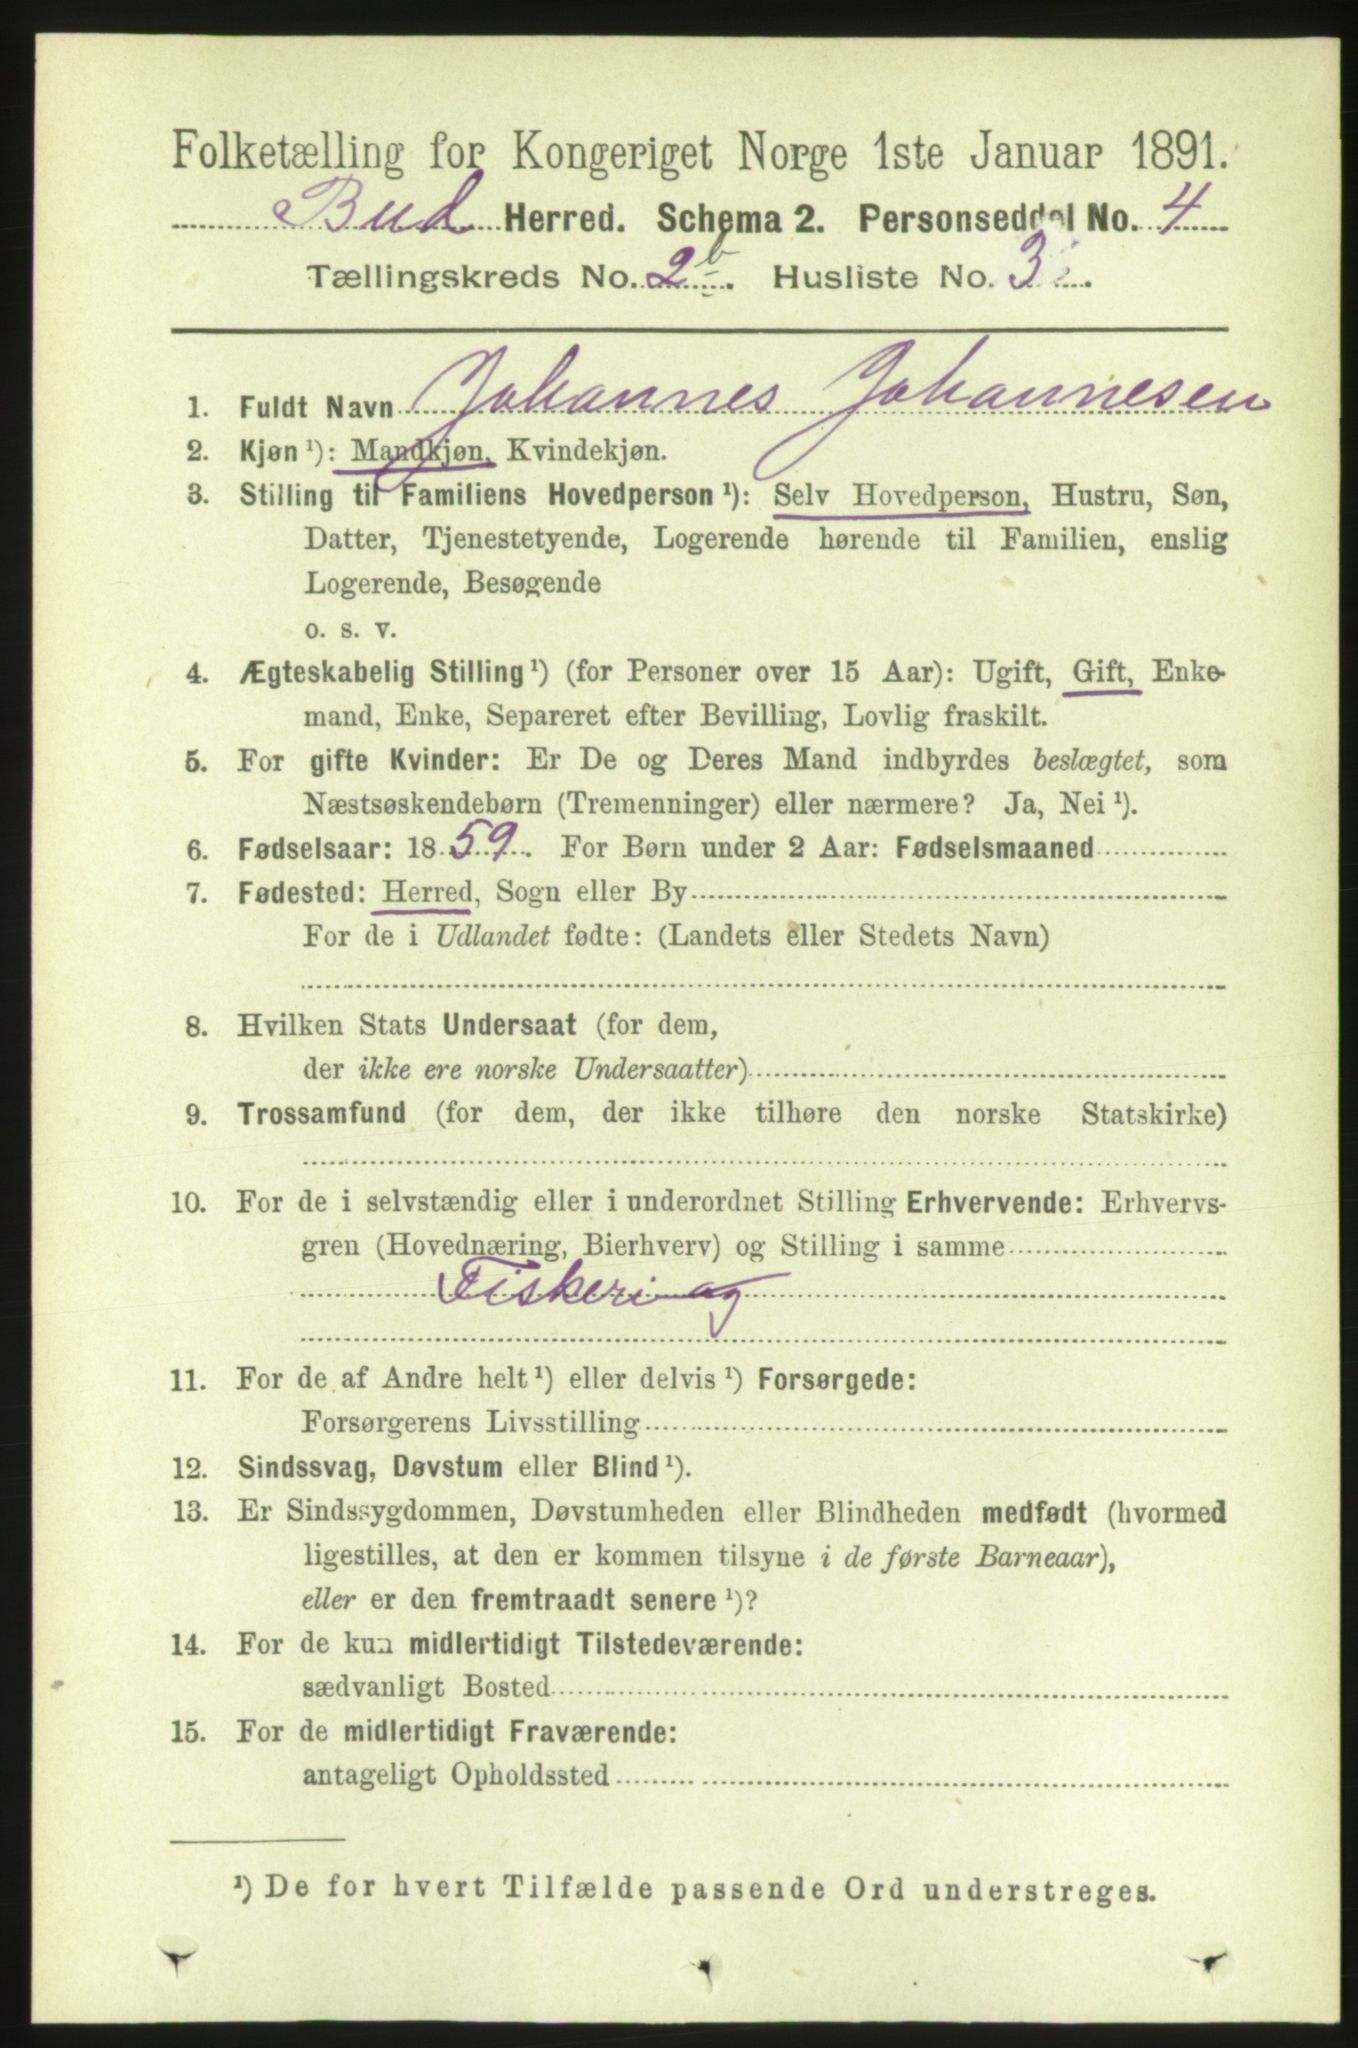 Folketælling for Kongeriget Norge 1ste Januar 1891.
Bud Herred. Schema 2. Personseddel No. 4
Tællingskreds No. 2b. Husliste No. 3.
1. Fuldt Navn Johannes Johannesen
2. Kjøn ¹): Mandkjøn, Kvindekjøn.
3. Stilling til Familiens Hovedperson ¹): Selv Hovedperson, Hustru, Søn,
Datter, Tjenestetyende, Logerende hørende til Familien, enslig
Logerende, Besøgende
o. s. v.
4. Ægteskabelig Stilling ¹) (for Personer over 15 Aar): Ugift, Gift, Enke-
mand, Enke, Separeret efter Bevilling, Lovlig fraskilt.
5. For gifte Kvinder: Er De og Deres Mand indbyrdes beslægtet, som
Næstsøskendebørn (Tremenninger) eller nærmere? Ja, Nei ¹).
6. Fødselsaar: 1859. For Børn under 2 Aar: Fødselsmaaned
7. Fødested: Herred, Sogn eller By
For de i Udlandet fødte: (Landets eller Stedets Navn)
8. Hvilken Stats Undersaat (for dem,
der ikke ere norske Undersaatter)
9. Trossamfund (for dem, der ikke tilhøre den norske Statskirke)
10. For de i selvstændig eller i underordnet Stilling Erhvervende: Erhvervs-
gren (Hovednæring, Bierhverv) og Stilling i samme
Fiskeri og
11. For de af Andre helt ¹) eller delvis ¹) Forsørgede:
Forsørgerens Livsstilling
12. Sindssvag, Døvstum eller Blind ¹).
13. Er Sindssygdommen, Døvstumheden eller Blindheden medfødt (hvormed
ligestilles, at den er kommen tilsyne i de første Barneaar),
eller er den fremtraadt senere ¹)?
14. For de kun midlertidigt Tilstedeværende:
sædvanligt Bosted
15. For de midlertidigt Fraværende:
antageligt Opholdssted
¹) De for hvert Tilfælde passende Ord understreges.